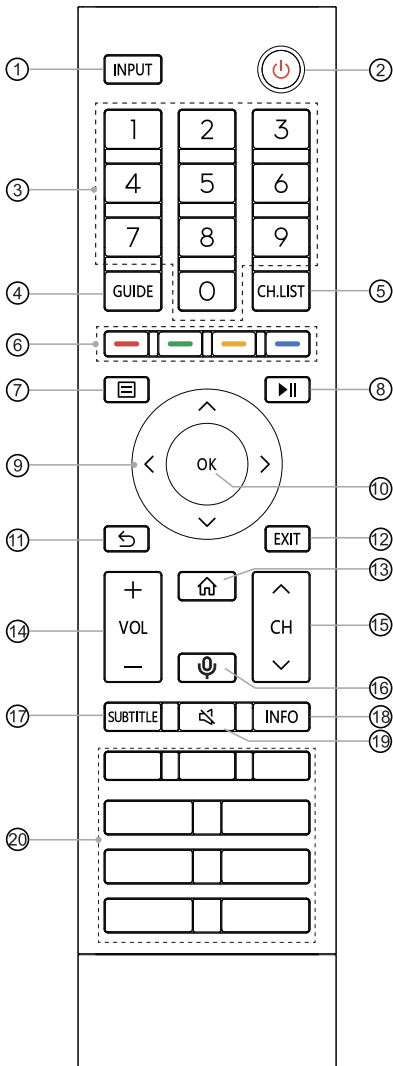 ① INPUT ②
1 2 3
③ 4 5 6
7 8 9
④ GUIDE 0 CH.LIST ⑤
⑥
⑦ ⑧
⑨ OK
⑩
⑪ EXIT ⑫
⑬
+
⑭ VOL CH ⑮
−
⑯
⑰ SUBTITLE INFO ⑱
⑲
⑳